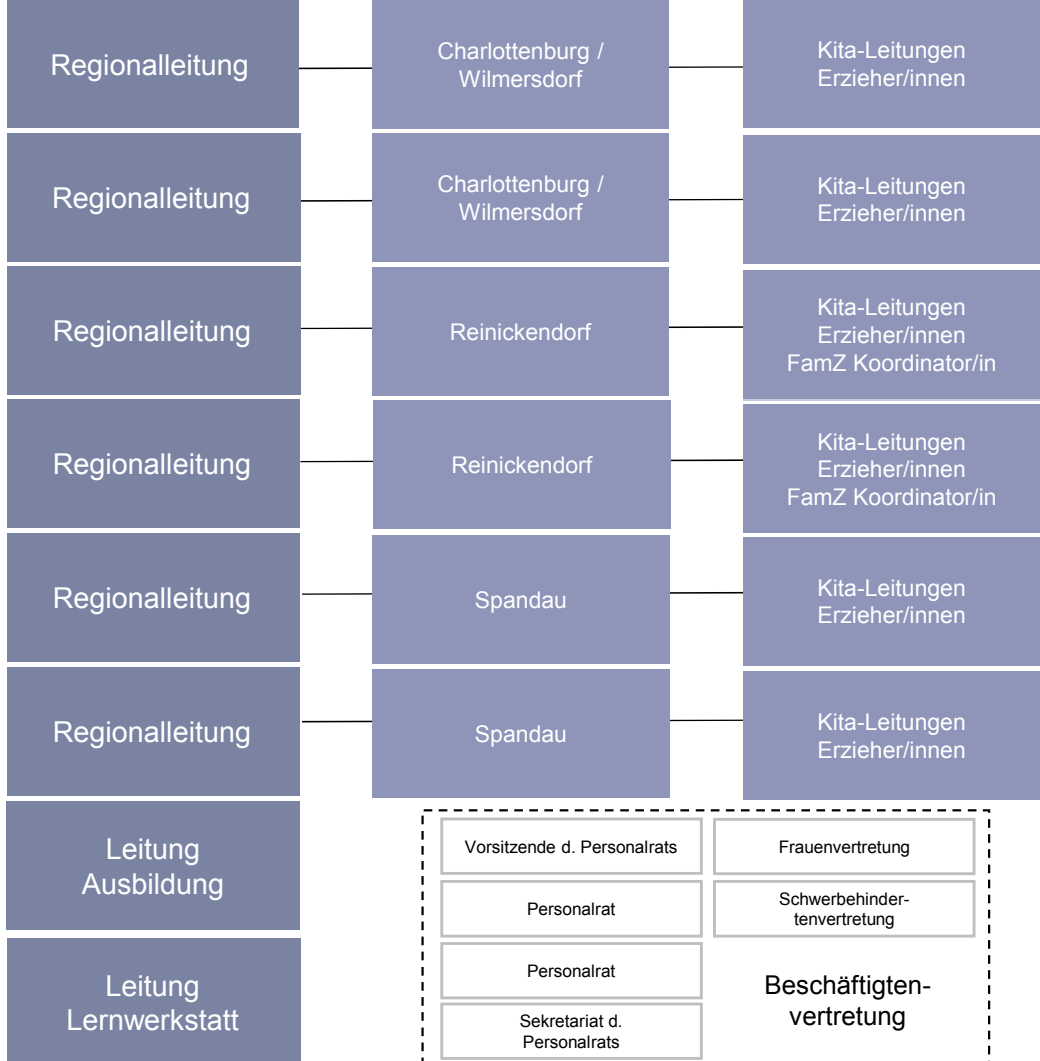 Regionalleitung
Charlottenburg /
Wilmersdorf
Kita-Leitungen
Erzieher/innen
Regionalleitung
Charlottenburg /
Wilmersdorf
Kita-Leitungen
Erzieher/innen
Regionalleitung
Reinickendorf
Kita-Leitungen
Erzieher/innen
FamZ Koordinator/in
Regionalleitung
Reinickendorf
Kita-Leitungen
Erzieher/innen
FamZ Koordinator/in
Regionalleitung
Spandau
Kita-Leitungen
Erzieher/innen
Regionalleitung
Spandau
Kita-Leitungen
Erzieher/innen
Leitung
Ausbildung
Leitung
Lernwerkstatt
Vorsitzende d. Personalrats
Frauenvertretung
Personalrat
Schwerbehinder-
tenvertretung
Personalrat
Sekretariat d.
Personalrats
Beschäftigten-
vertretung